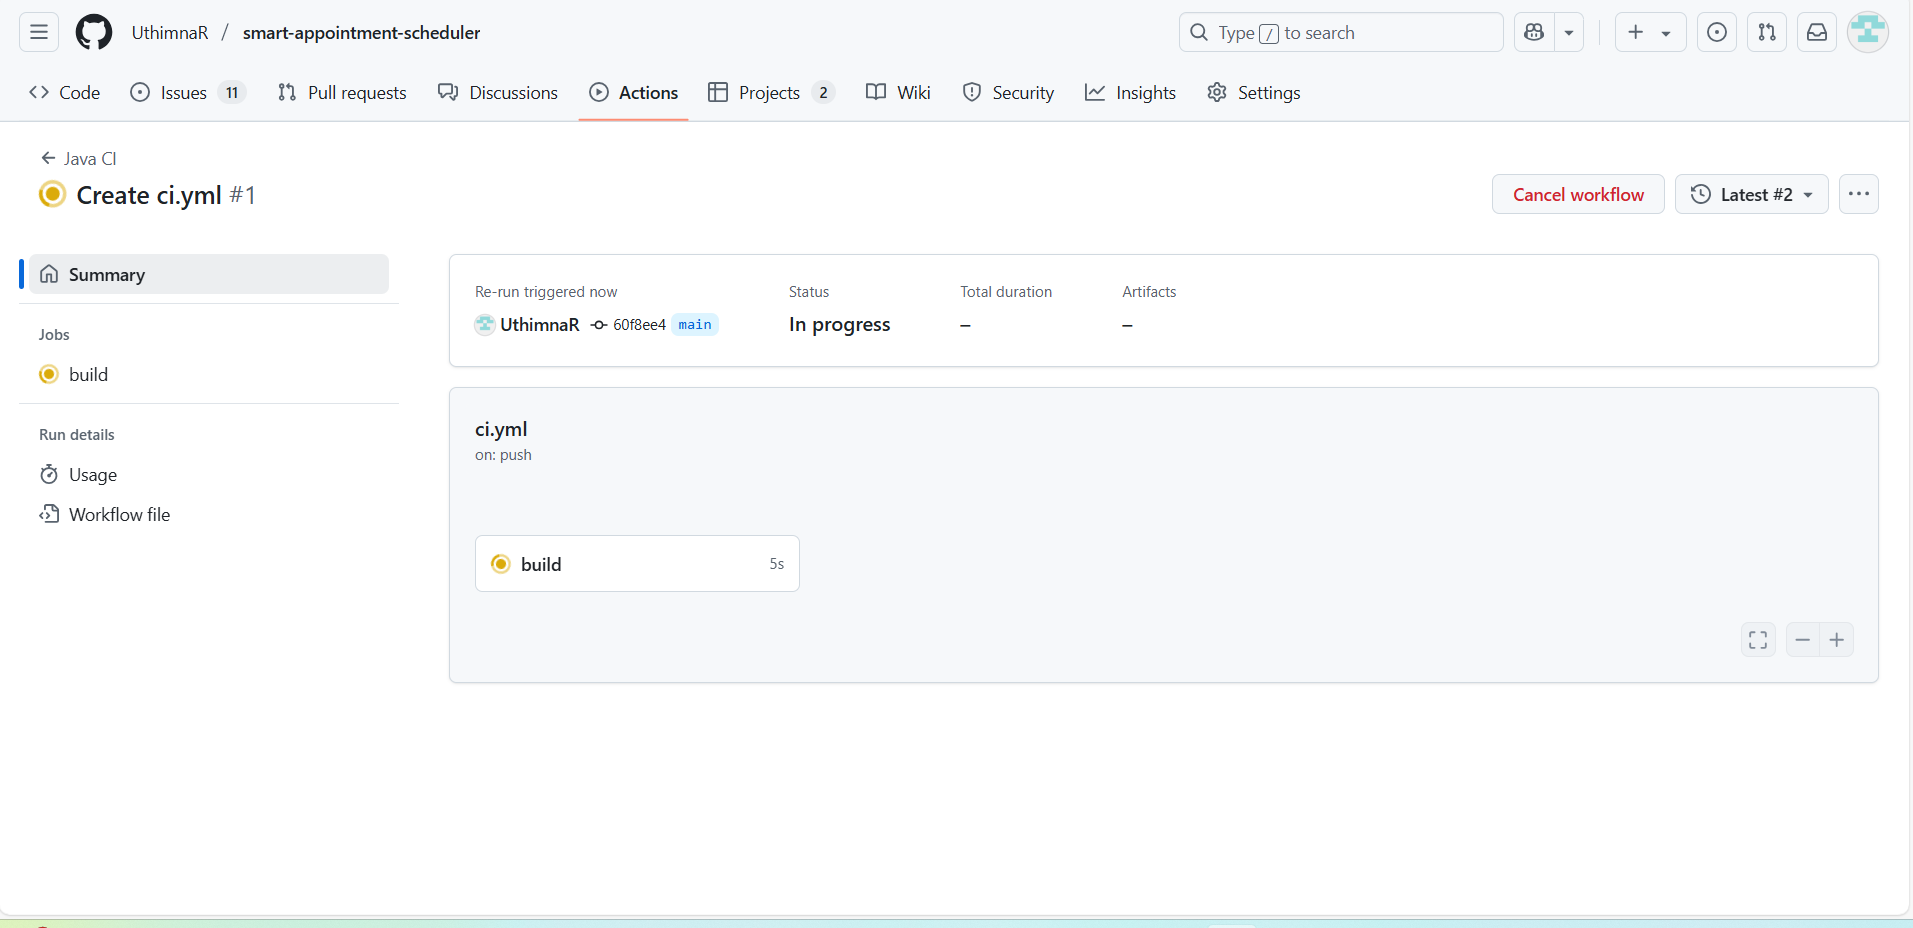 UthimnaR / smart-appointment-scheduler
Type / to search
Code
Issues 11
Pull requests
Discussions
Actions
Projects 2
Wiki
Security
Insights
Settings
Java CI
Create ci.yml #1
Cancel workflow
Latest #2
Summary
Jobs
build
Run details
Usage
Workflow file
Re-run triggered now
UthimnaR 60f8ee4 main
Status
In progress
Total duration
–
Artifacts
–
ci.yml
on: push
build 5s